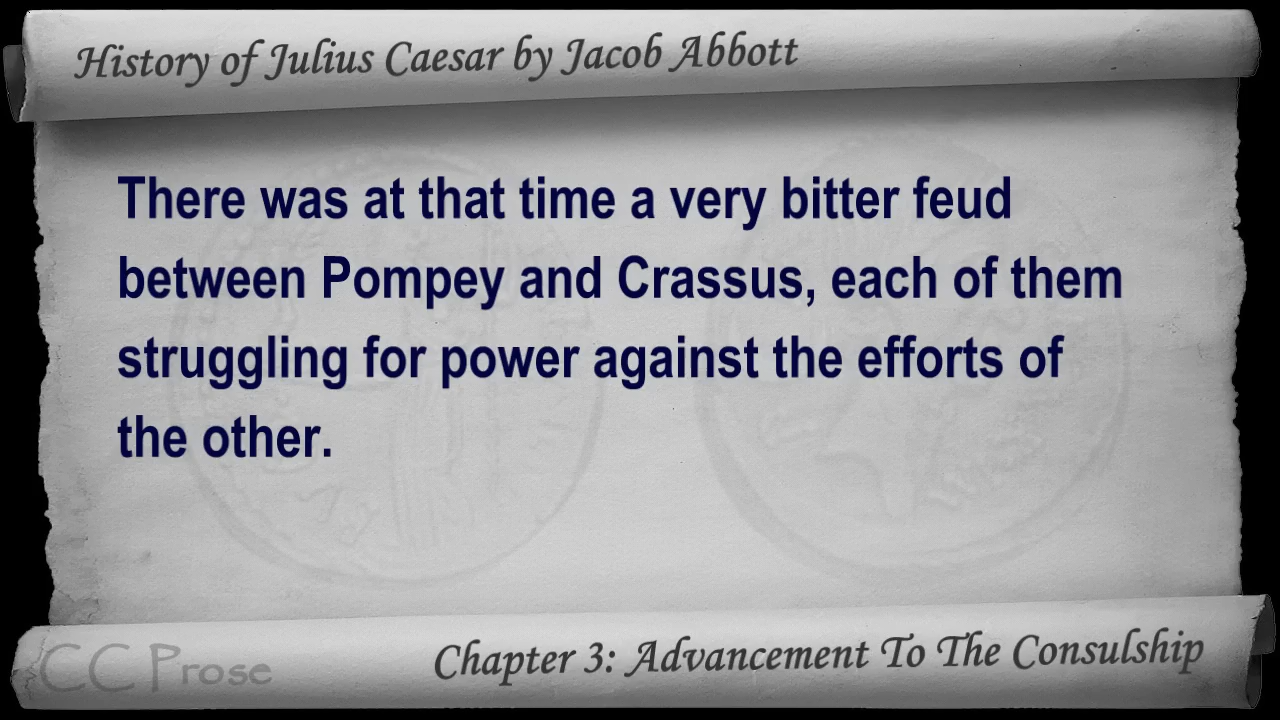 History of Julius Caesar by Jacob Abbott
There was at that time a very bitter feud
between Pompey and Crassus, each of them
struggling for power against the efforts of
the other.
CC Prose
Chapter 3: Advancement To The Consulship